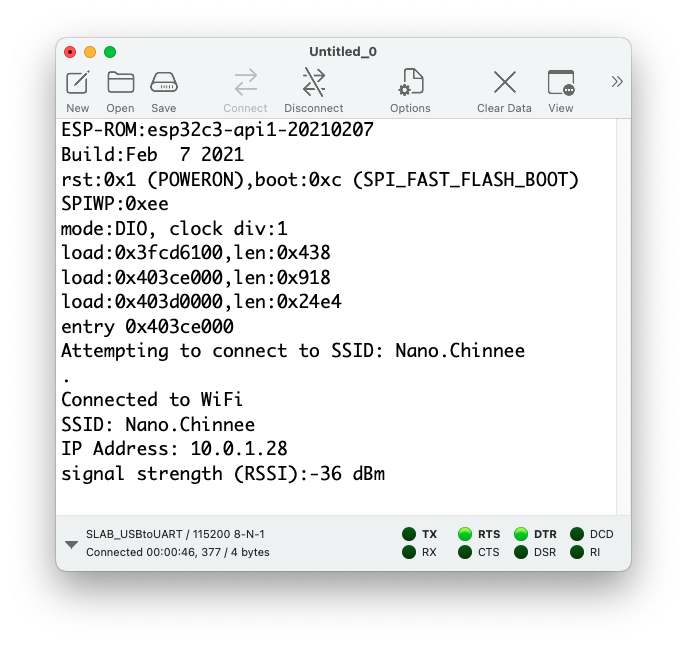 Untitled_0
New Open Save Connect Disconnect Options Clear Data View
ESP-ROM:esp32c3-api1-20210207
Build:Feb  7 2021
rst:0x1 (POWERON),boot:0xc (SPI_FAST_FLASH_BOOT)
SPIWP:0xee
mode:DIO, clock div:1
load:0x3fcd6100,len:0x438
load:0x403ce000,len:0x918
load:0x403d0000,len:0x24e4
entry 0x403ce000
Attempting to connect to SSID: Nano.Chinnee
.
Connected to WiFi
SSID: Nano.Chinnee
IP Address: 10.0.1.28
signal strength (RSSI):-36 dBm
SLAB_USBtoUART / 115200 8-N-1 TX RTS DTR DCD
Connected 00:00:46, 377 / 4 bytes RX CTS DSR RI